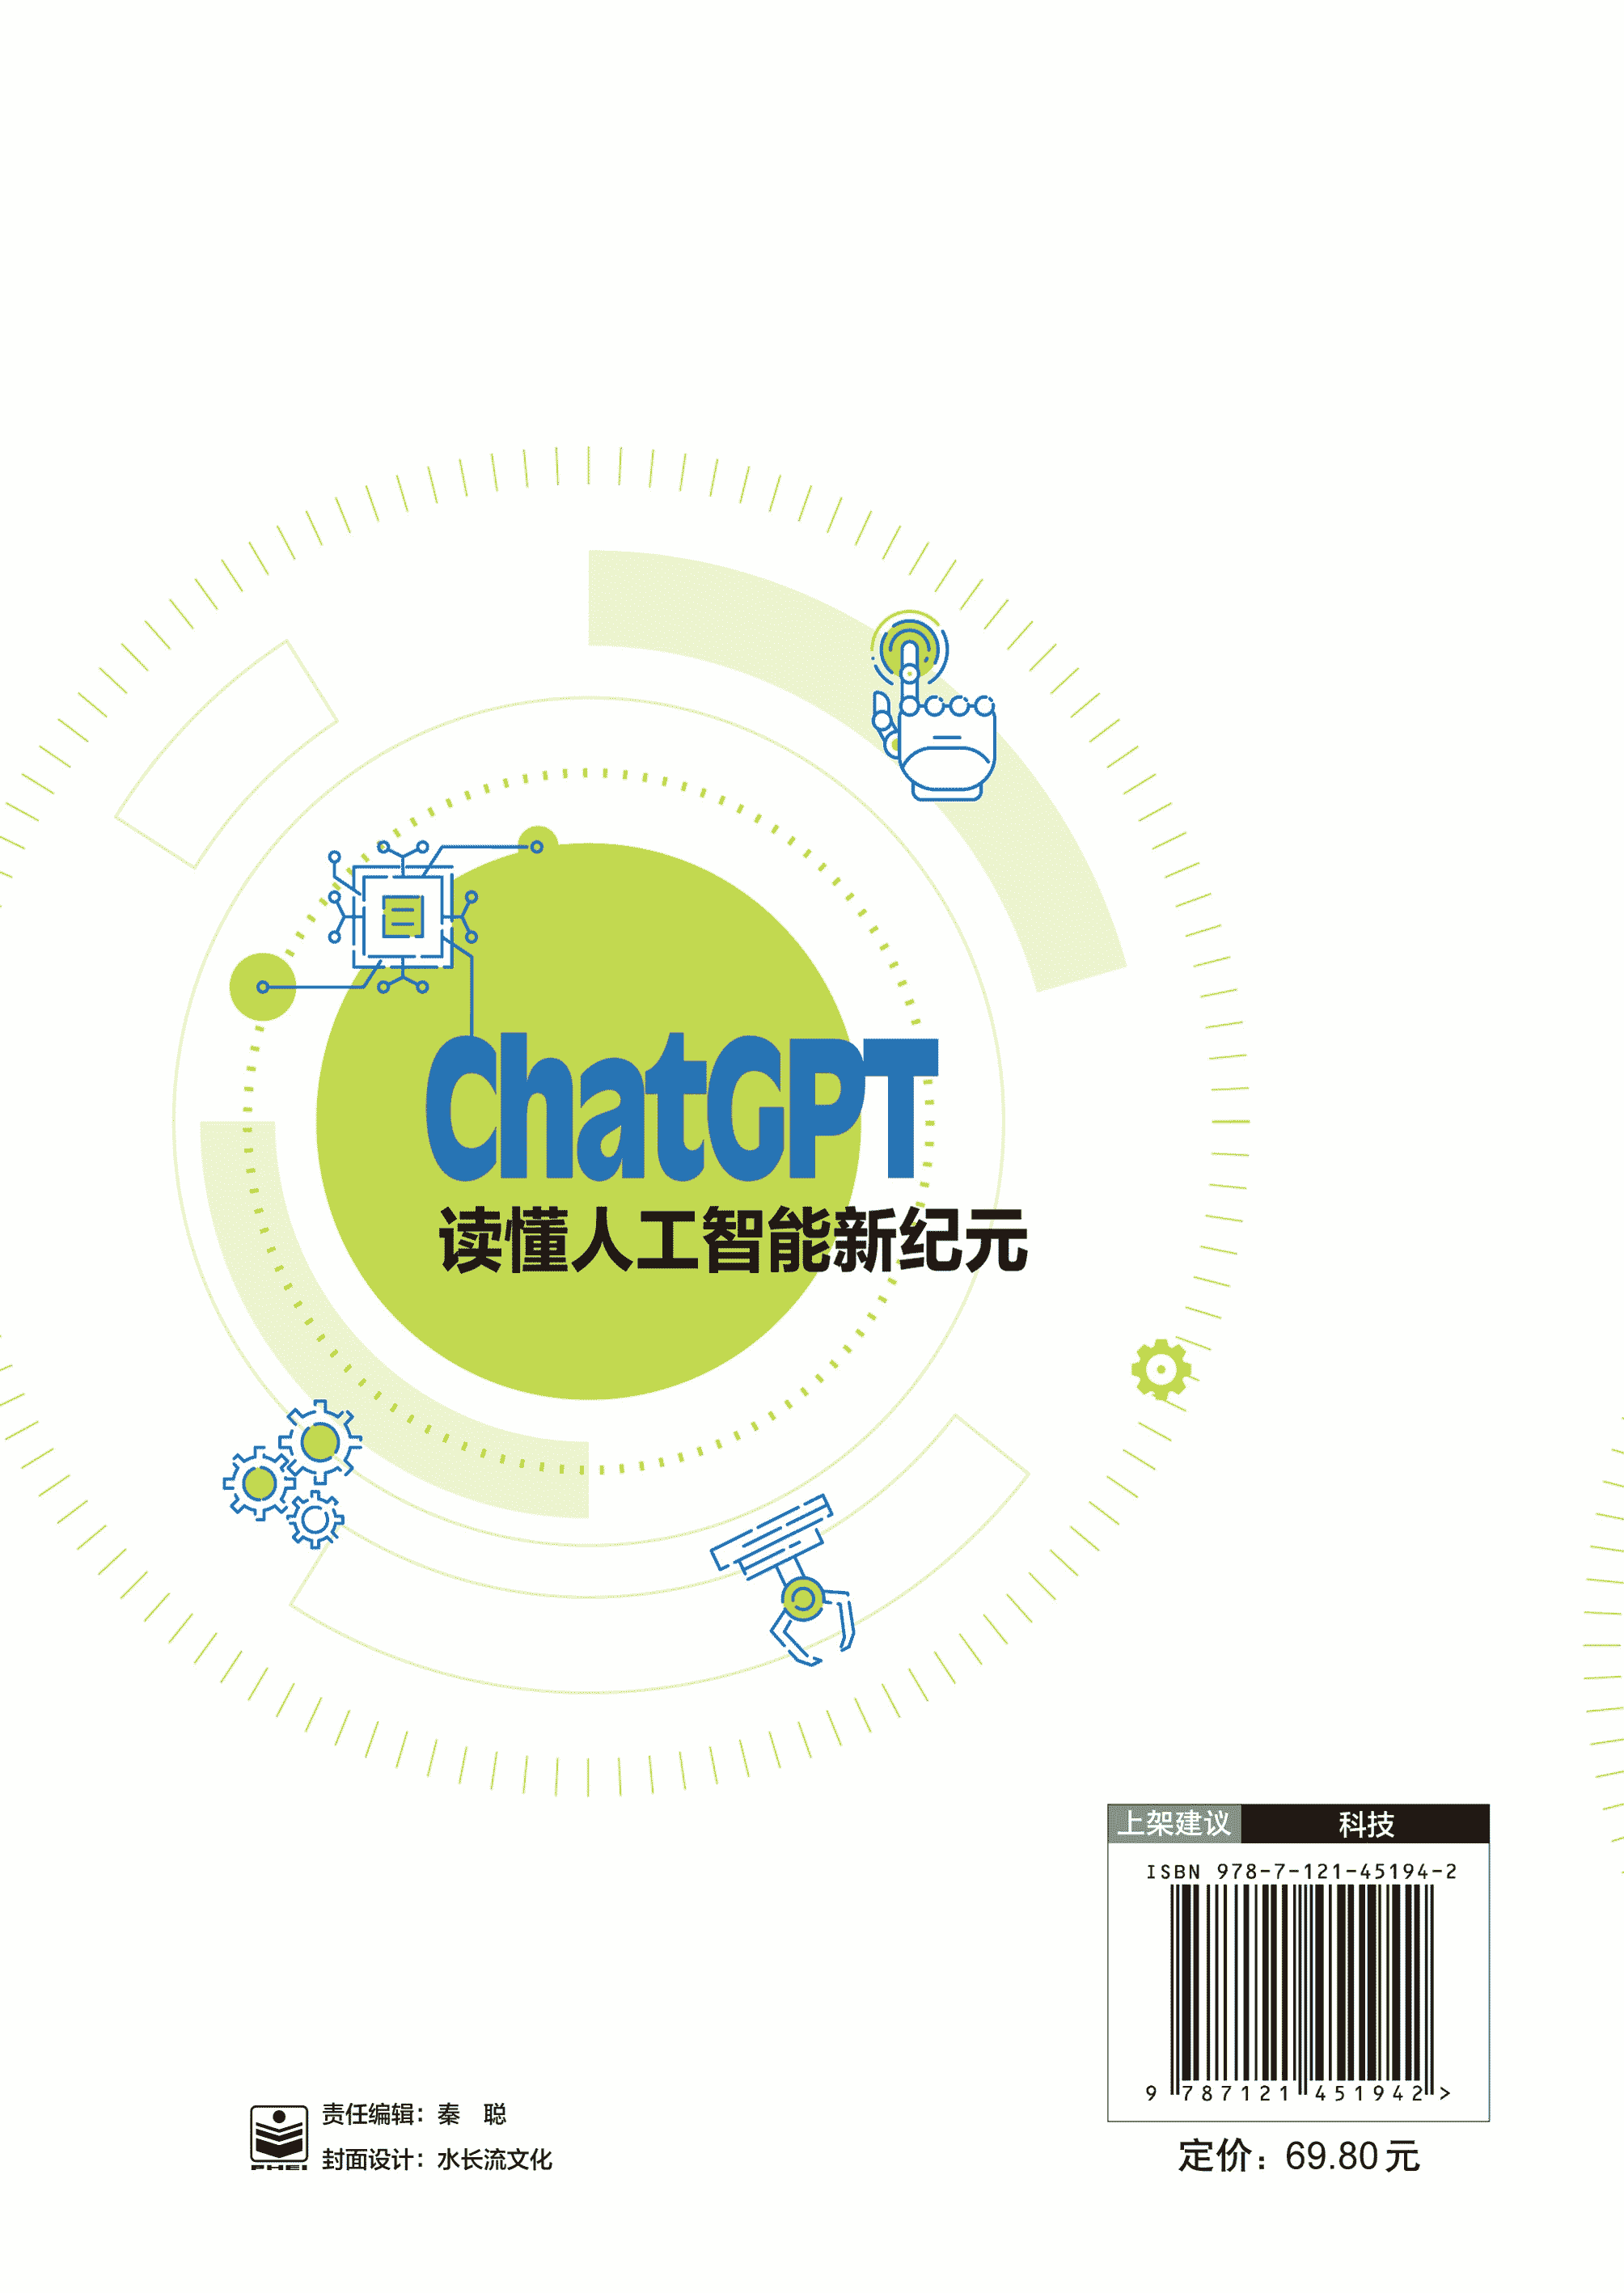 ChatGPT
读懂人工智能新纪元
上架建议 科技
ISBN 978-7-121-45194-2
9 787121 451942 >
定价：69.80元
责任编辑：秦　聪
封面设计：水长流文化
PHEI